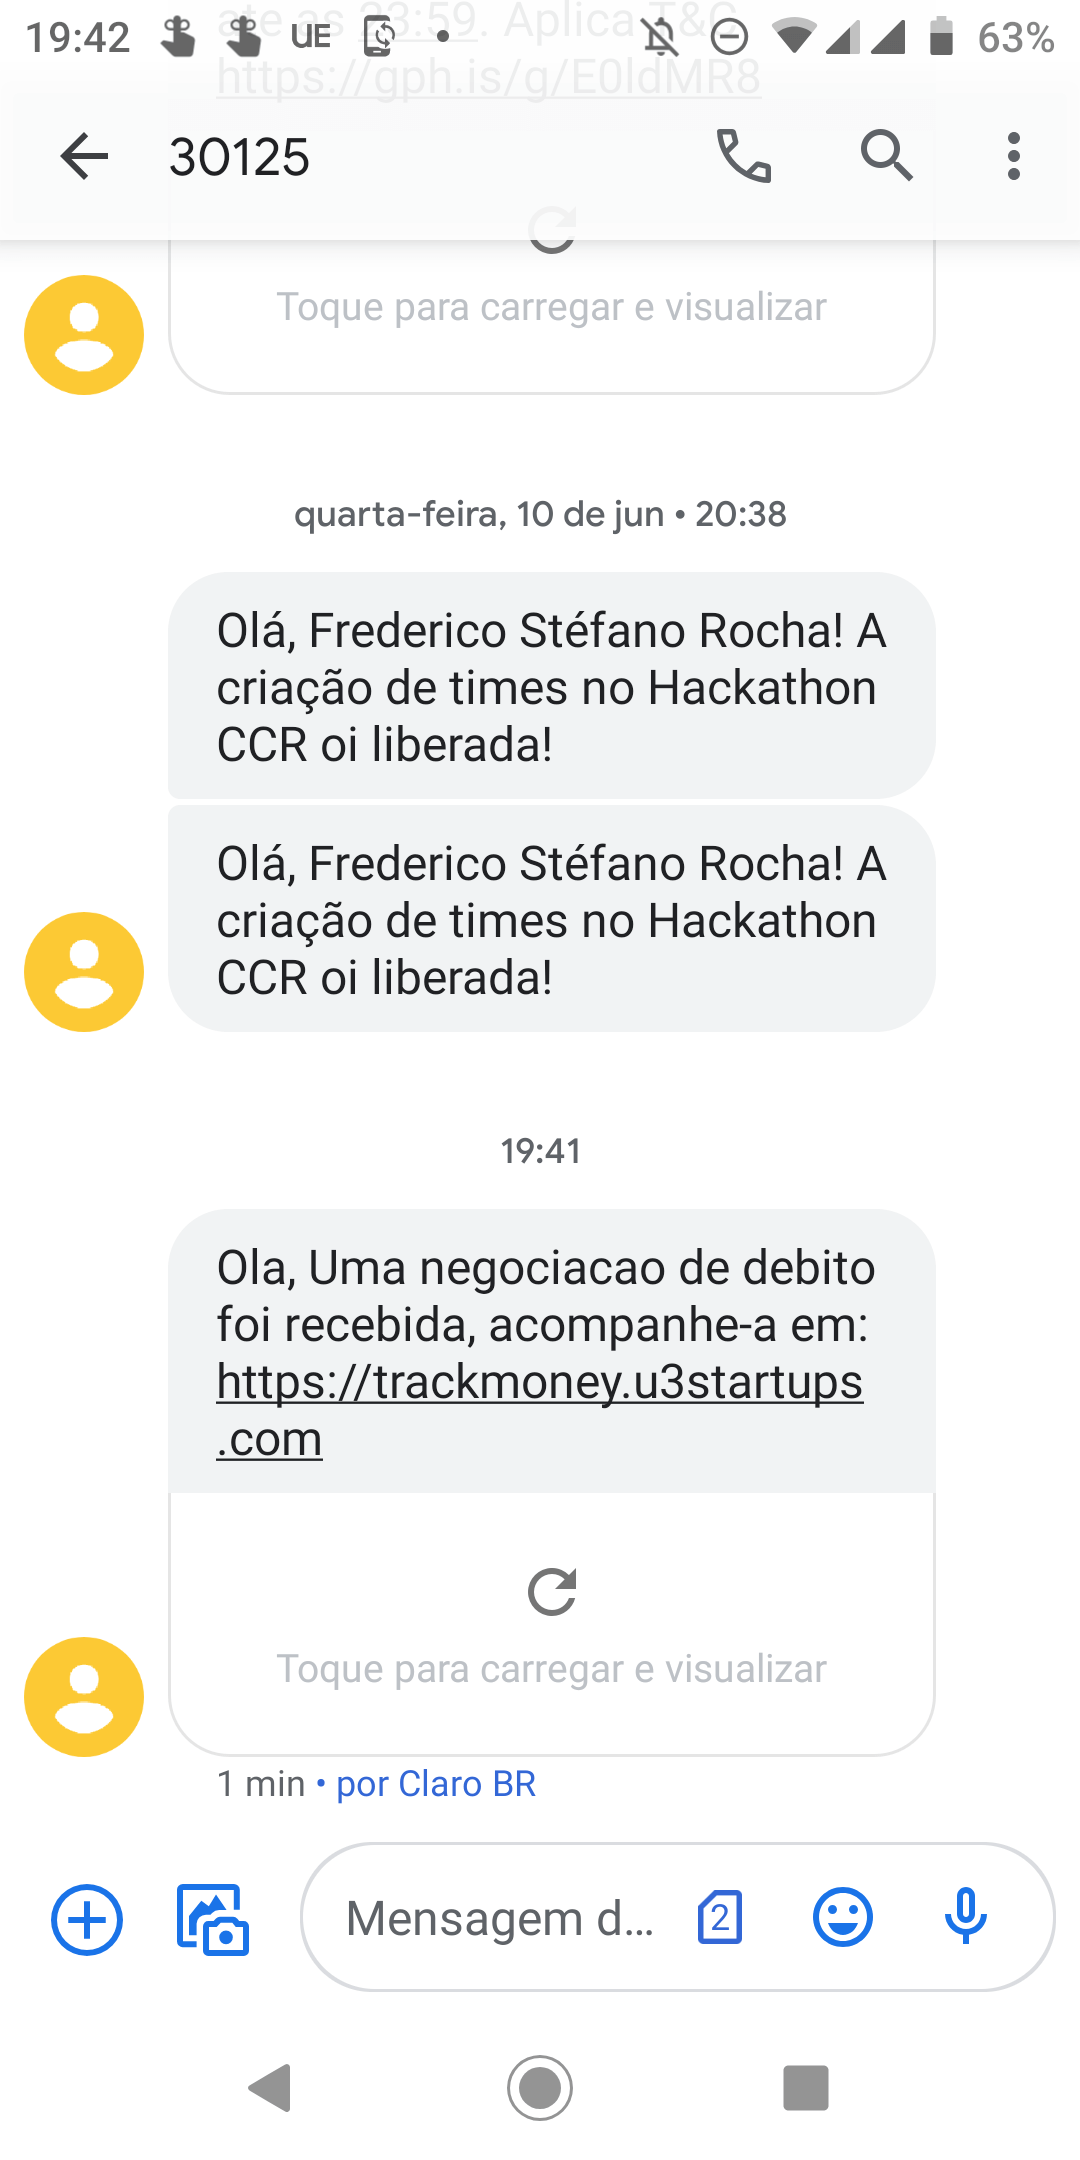 19:42 UE 63%
até as 23:59. Aplica T&C
https://gph.is/g/E0ldMR8
30125
Toque para carregar e visualizar
quarta-feira, 10 de jun • 20:38
Olá, Frederico Stéfano Rocha! A
criação de times no Hackathon
CCR oi liberada!
Olá, Frederico Stéfano Rocha! A
criação de times no Hackathon
CCR oi liberada!
19:41
Ola, Uma negociacao de debito
foi recebida, acompanhe-a em:
https://trackmoney.u3startups
.com
Toque para carregar e visualizar
1 min • por Claro BR
Mensagem d... 2